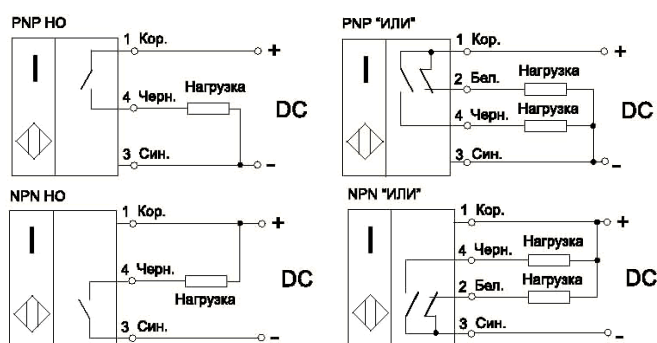 PNP НО
1 Кор.
+
4 Черн.
Нагрузка
DC
3 Син.
-
PNP "ИЛИ"
1 Кор.
+
2 Бел.
Нагрузка
4 Черн.
Нагрузка
DC
3 Син.
-
NPN НО
1 Кор.
+
4 Черн.
Нагрузка
DC
3 Син.
-
NPN "ИЛИ"
1 Кор.
+
4 Черн.
Нагрузка
2 Бел.
Нагрузка
DC
3 Син.
-